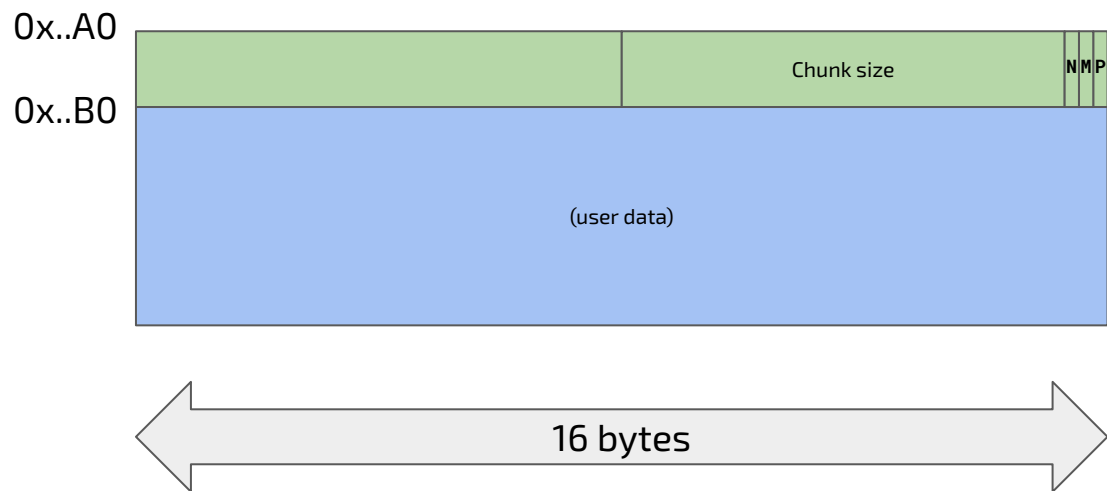 0x..A0
Chunk size
N
M
P
0x..B0
(user data)
16 bytes